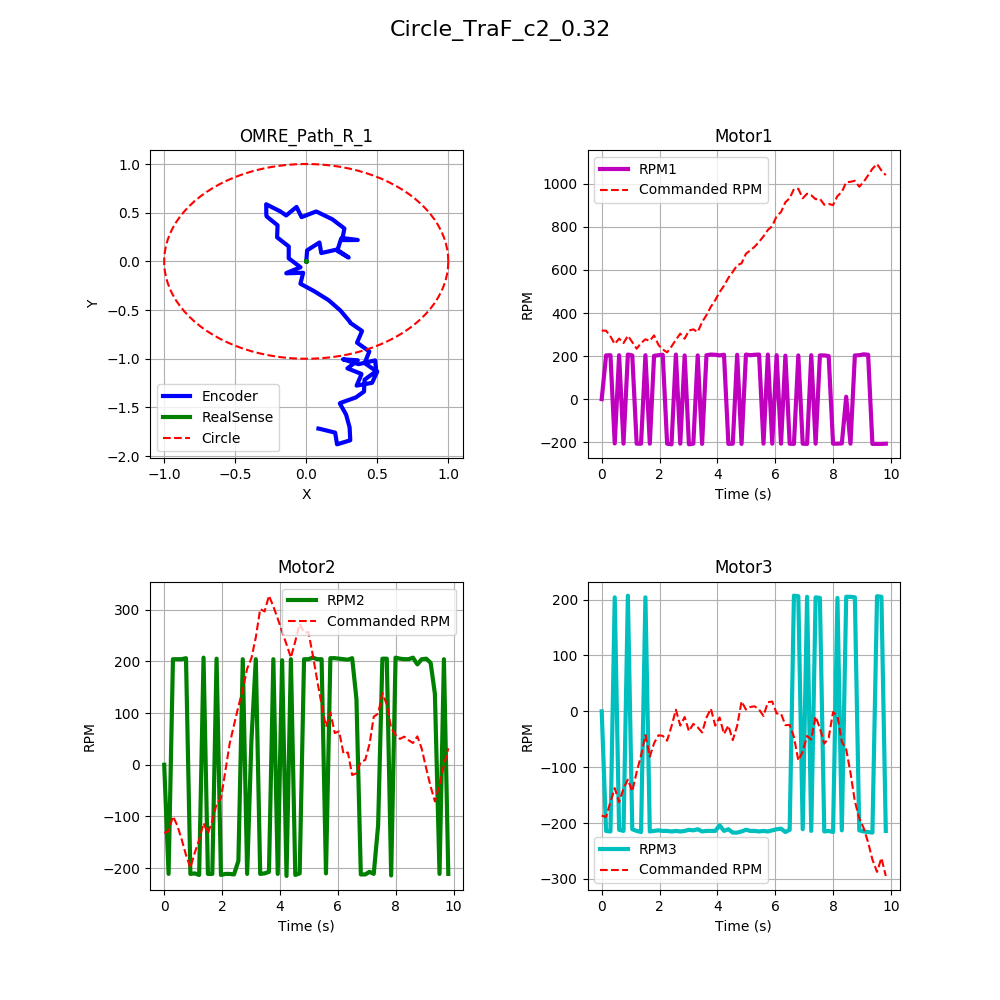 Circle_TraF_c2_0.32
OMRE_Path_R_1
1.0
0.5
0.0
−0.5
−1.0
−1.5
−2.0
Y
Encoder
RealSense
Circle
−1.0 −0.5 0.0 0.5 1.0
X
Motor1
1000
800
600
400
200
0
−200
RPM
RPM1
Commanded RPM
0 2 4 6 8 10
Time (s)
Motor2
300
200
100
0
−100
−200
RPM
RPM2
Commanded RPM
0 2 4 6 8 10
Time (s)
Motor3
200
100
0
−100
−200
−300
RPM
RPM3
Commanded RPM
0 2 4 6 8 10
Time (s)